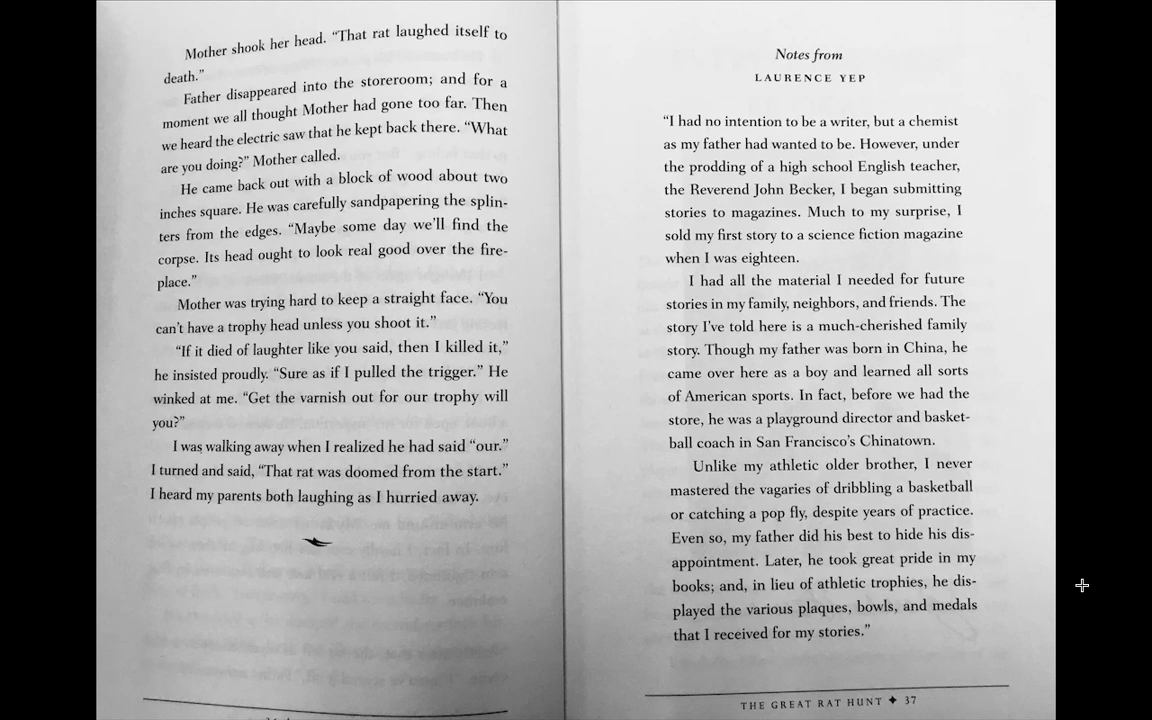 Mother shook her head. “That rat laughed itself to
death.”
Father disappeared into the storeroom; and for a
moment we all thought Mother had gone too far. Then
we heard the electric saw that he kept back there. “What
are you doing?” Mother called.
He came back out with a block of wood about two
inches square. He was carefully sandpapering the splin-
ters from the edges. “Maybe some day we’ll find the
corpse. Its head ought to look real good over the fire-
place.”
Mother was trying hard to keep a straight face. “You
can’t have a trophy head unless you shoot it.”
“If it died of laughter like you said, then I killed it,”
he insisted proudly. “Sure as if I pulled the trigger.” He
winked at me. “Get the varnish out for our trophy will
you?”
I was walking away when I realized he had said “our.”
I turned and said, “That rat was doomed from the start.”
I heard my parents both laughing as I hurried away.
Notes from
LAURENCE YEP
“I had no intention to be a writer, but a chemist
as my father had wanted to be. However, under
the prodding of a high school English teacher,
the Reverend John Becker, I began submitting
stories to magazines. Much to my surprise, I
sold my first story to a science fiction magazine
when I was eighteen.
I had all the material I needed for future
stories in my family, neighbors, and friends. The
story I’ve told here is a much-cherished family
story. Though my father was born in China, he
came over here as a boy and learned all sorts
of American sports. In fact, before we had the
store, he was a playground director and basket-
ball coach in San Francisco’s Chinatown.
Unlike my athletic older brother, I never
mastered the vagaries of dribbling a basketball
or catching a pop fly, despite years of practice.
Even so, my father did his best to hide his dis-
appointment. Later, he took great pride in my
books; and, in lieu of athletic trophies, he dis-
played the various plaques, bowls, and medals
that I received for my stories.”
THE GREAT RAT HUNT ✦ 37